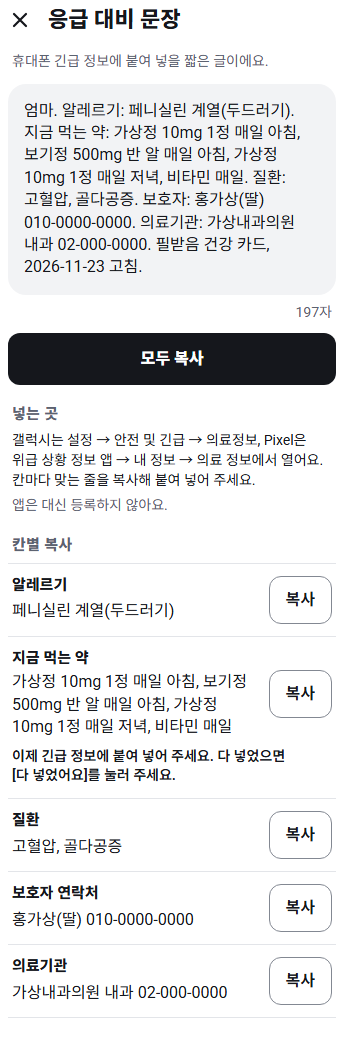 응급 대비 문장
휴대폰 긴급 정보에 붙여 넣을 짧은 글이에요.
엄마. 알레르기: 페니실린 계열(두드러기).
지금 먹는 약: 가상정 10mg 1정 매일 아침,
보기정 500mg 반 알 매일 아침, 가상정
10mg 1정 매일 저녁, 비타민 매일. 질환:
고혈압, 골다공증. 보호자: 홍가상(딸)
010-0000-0000. 의료기관: 가상내과의원
내과 02-000-0000. 필받음 건강 카드,
2026-11-23 고침.
197자
모두 복사
넣는 곳
갤럭시는 설정 → 안전 및 긴급 → 의료정보, Pixel은
위급 상황 정보 앱 → 내 정보 → 의료 정보에서 열어요.
칸마다 맞는 줄을 복사해 붙여 넣어 주세요.
앱은 대신 등록하지 않아요.
칸별 복사
알레르기
페니실린 계열(두드러기)
복사
지금 먹는 약
가상정 10mg 1정 매일 아침, 보기정
500mg 반 알 매일 아침, 가상정
10mg 1정 매일 저녁, 비타민 매일
복사
이제 긴급 정보에 붙여 넣어 주세요. 다 넣었으면
[다 넣었어요]를 눌러 주세요.
질환
고혈압, 골다공증
복사
보호자 연락처
홍가상(딸) 010-0000-0000
복사
의료기관
가상내과의원 내과 02-000-0000
복사